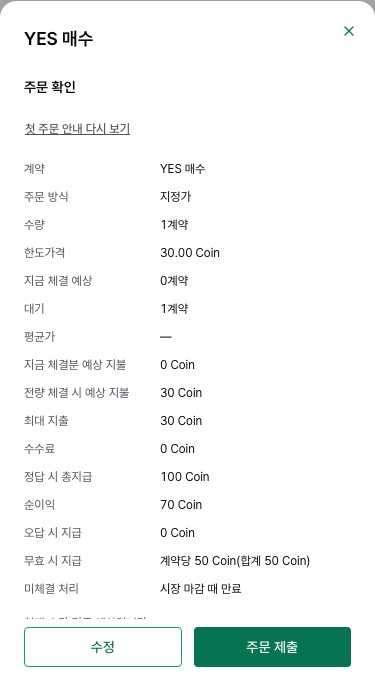 YES 매수
주문 확인
첫 주문 안내 다시 보기
계약 YES 매수
주문 방식 지정가
수량 1계약
한도가격 30.00 Coin
지금 체결 예상 0계약
대기 1계약
평균가 —
지금 체결분 예상 지불 0 Coin
전량 체결 시 예상 지불 30 Coin
최대 지출 30 Coin
수수료 0 Coin
정답 시 총지급 100 Coin
순이익 70 Coin
오답 시 지급 0 Coin
무효 시 지급 계약당 50 Coin(합계 50 Coin)
미체결 처리 시장 마감 때 만료
수정 주문 제출